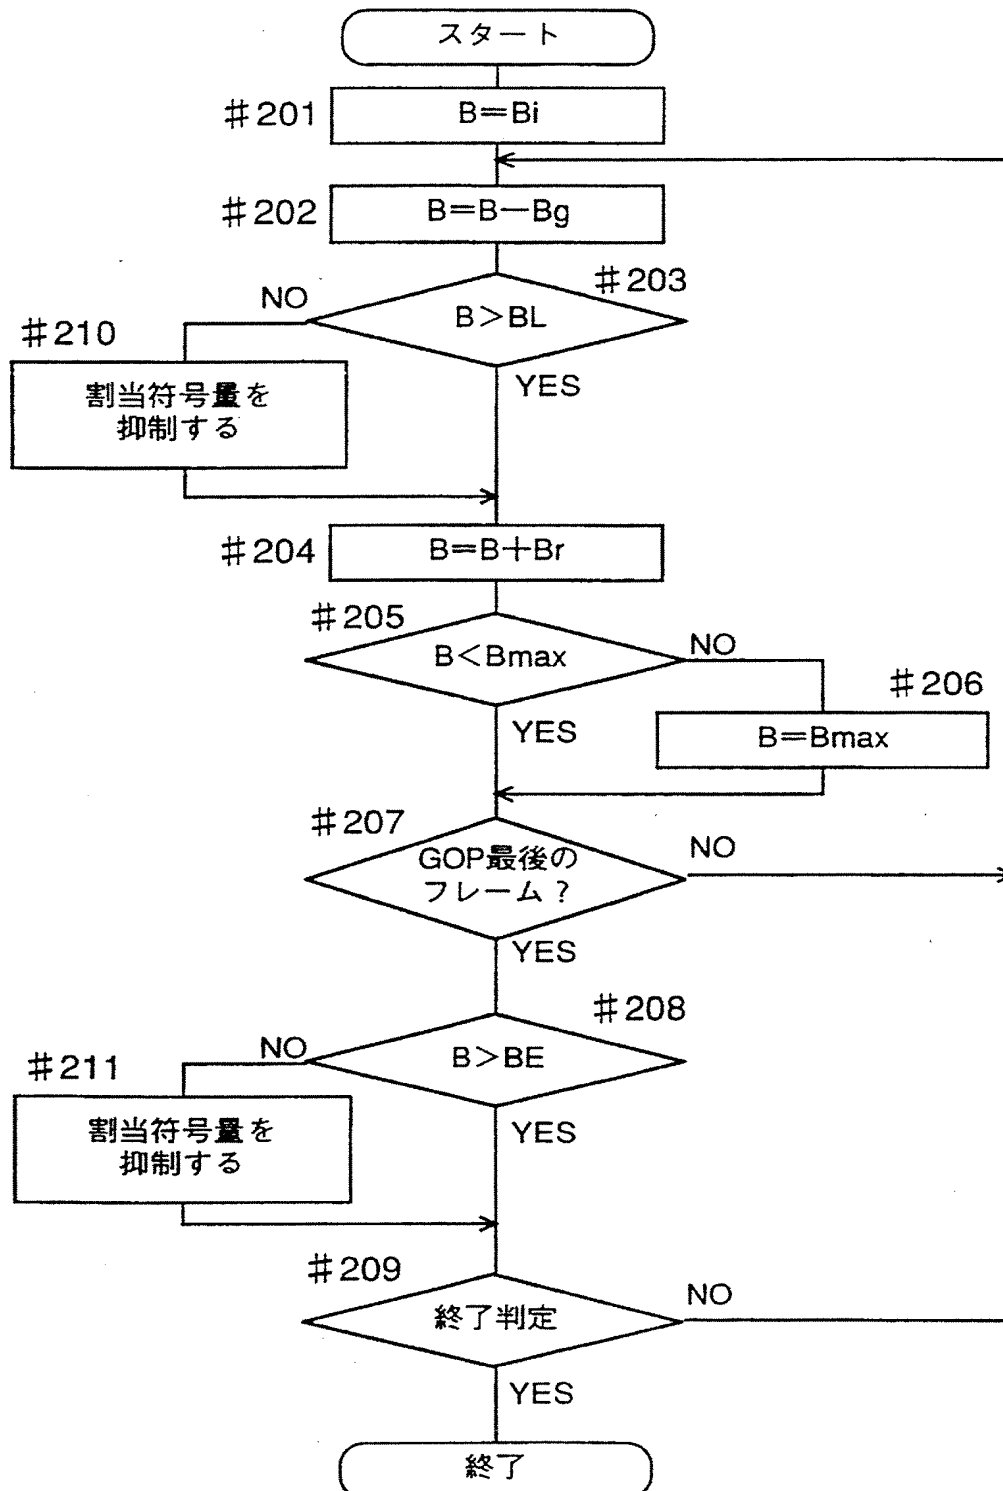 スタート
#201
B=Bi
#202
B=B−Bg
#203
B>BL
NO
YES
#210
割当符号量を
抑制する
#204
B=B+Br
#205
B<Bmax
NO
YES
#206
B=Bmax
#207
GOP最後の
フレーム?
NO
YES
#208
B>BE
NO
YES
#211
割当符号量を
抑制する
#209
終了判定
NO
YES
終了